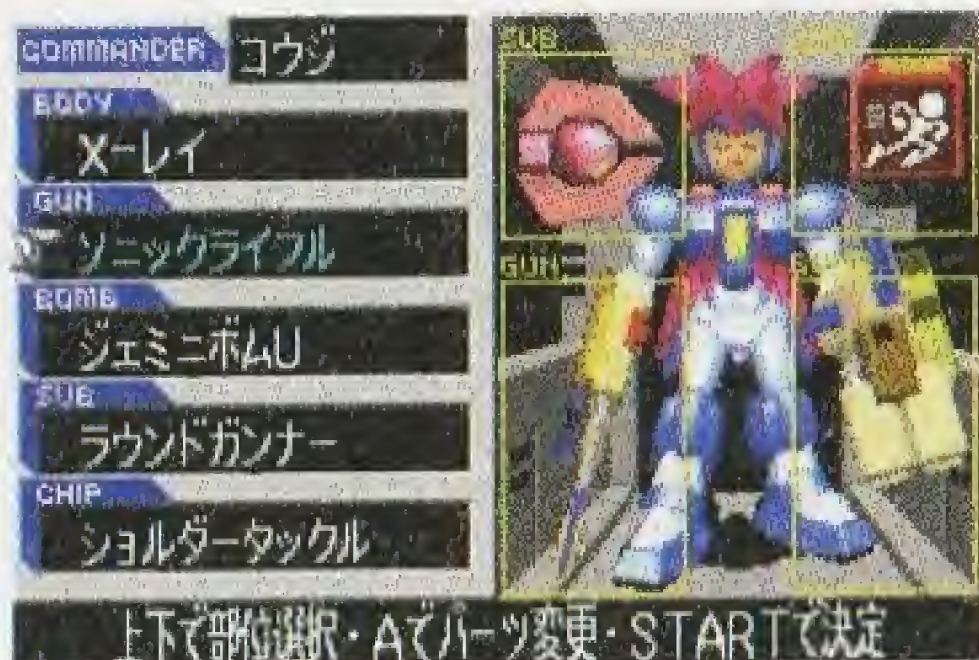 COMMANDER コウジ
BODY
X-レイ
GUN
ソニックライフル
BOMB
ジェミニボムU
SUB
ラウンドガンナー
CHIP
ショルダータックル
SUB
GUN
上下で部位選択・Aでパーツ変更・STARTで決定